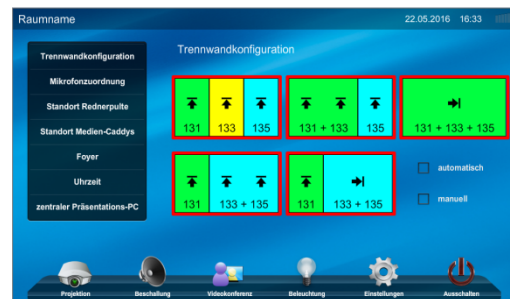 Raumname
22.05.2016 16:33
Trennwandkonfiguration
Mikrofonzuordnung
Standort Rednerpulte
Standort Medien-Caddys
Foyer
Uhrzeit
zentraler Präsentations-PC
Trennwandkonfiguration
131 133 135
131 + 133 135
131 + 133 + 135
131 133 + 135
131 133 + 135
automatisch
manuell
Projektion
Beschallung
Videokonferenz
Beleuchtung
Einstellungen
Ausschalten